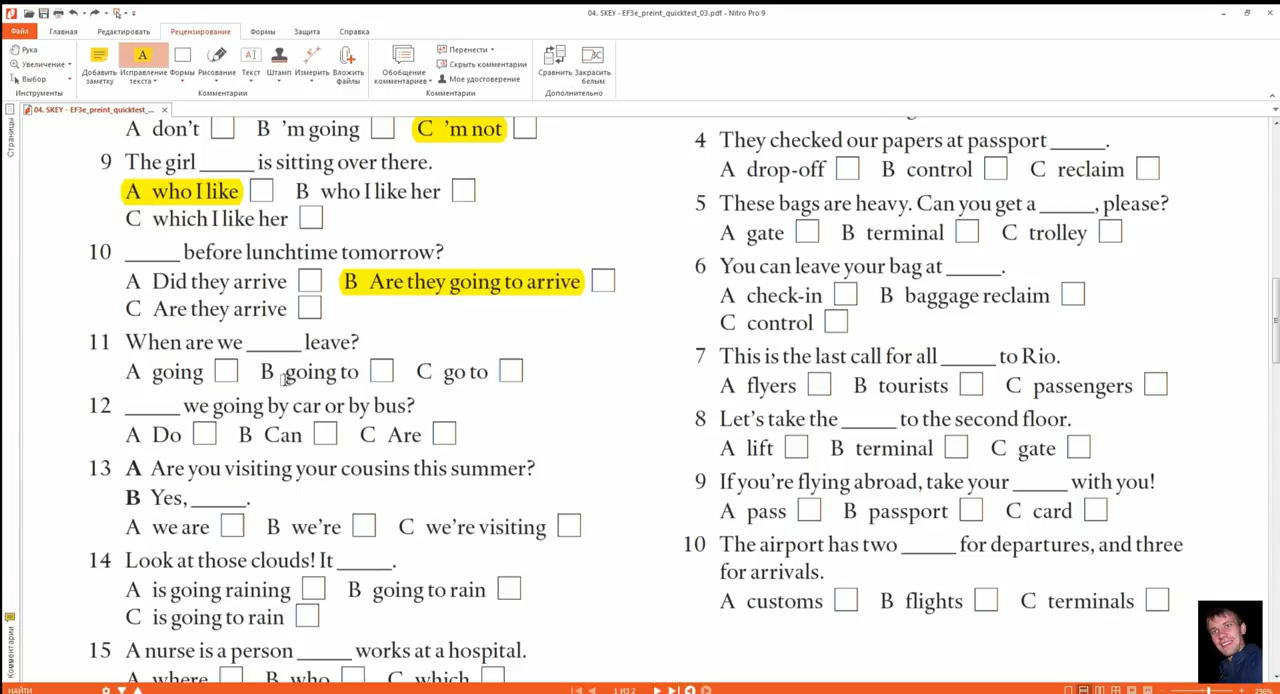 04. SKEY - EF3e_preint_quicktest_03.pdf - Nitro Pro 9
Файл Главная Редактировать Рецензирование Формы Защита Справка
Рука
Увеличение
Выбор
Инструменты
Добавить заметку
Исправление текста
Формы
Рисование
Текст
Штамп
Измерить
Вложить файлы
Комментарии
Обобщение комментариев
Перенести
Скрыть комментарии
Мое удостоверение
Комментарии
Сравнить
Закрасить белым
Дополнительно
04. SKEY - EF3e_preint_quicktest_...
Страницы
A don't B 'm going C 'm not
9 The girl _____ is sitting over there.
A who I like B who I like her
C which I like her
10 _____ before lunchtime tomorrow?
A Did they arrive B Are they going to arrive
C Are they arrive
11 When are we _____ leave?
A going B going to C go to
12 _____ we going by car or by bus?
A Do B Can C Are
13 A Are you visiting your cousins this summer?
B Yes, _____.
A we are B we're C we're visiting
14 Look at those clouds! It _____.
A is going raining B going to rain
C is going to rain
15 A nurse is a person _____ works at a hospital.
A where B who C which
4 They checked our papers at passport _____.
A drop-off B control C reclaim
5 These bags are heavy. Can you get a _____, please?
A gate B terminal C trolley
6 You can leave your bag at _____.
A check-in B baggage reclaim
C control
7 This is the last call for all _____ to Rio.
A flyers B tourists C passengers
8 Let's take the _____ to the second floor.
A lift B terminal C gate
9 If you're flying abroad, take your _____ with you!
A pass B passport C card
10 The airport has two _____ for departures, and three
for arrivals.
A customs B flights C terminals
Комментарии
НАЙТИ
1 ИЗ 2
236%